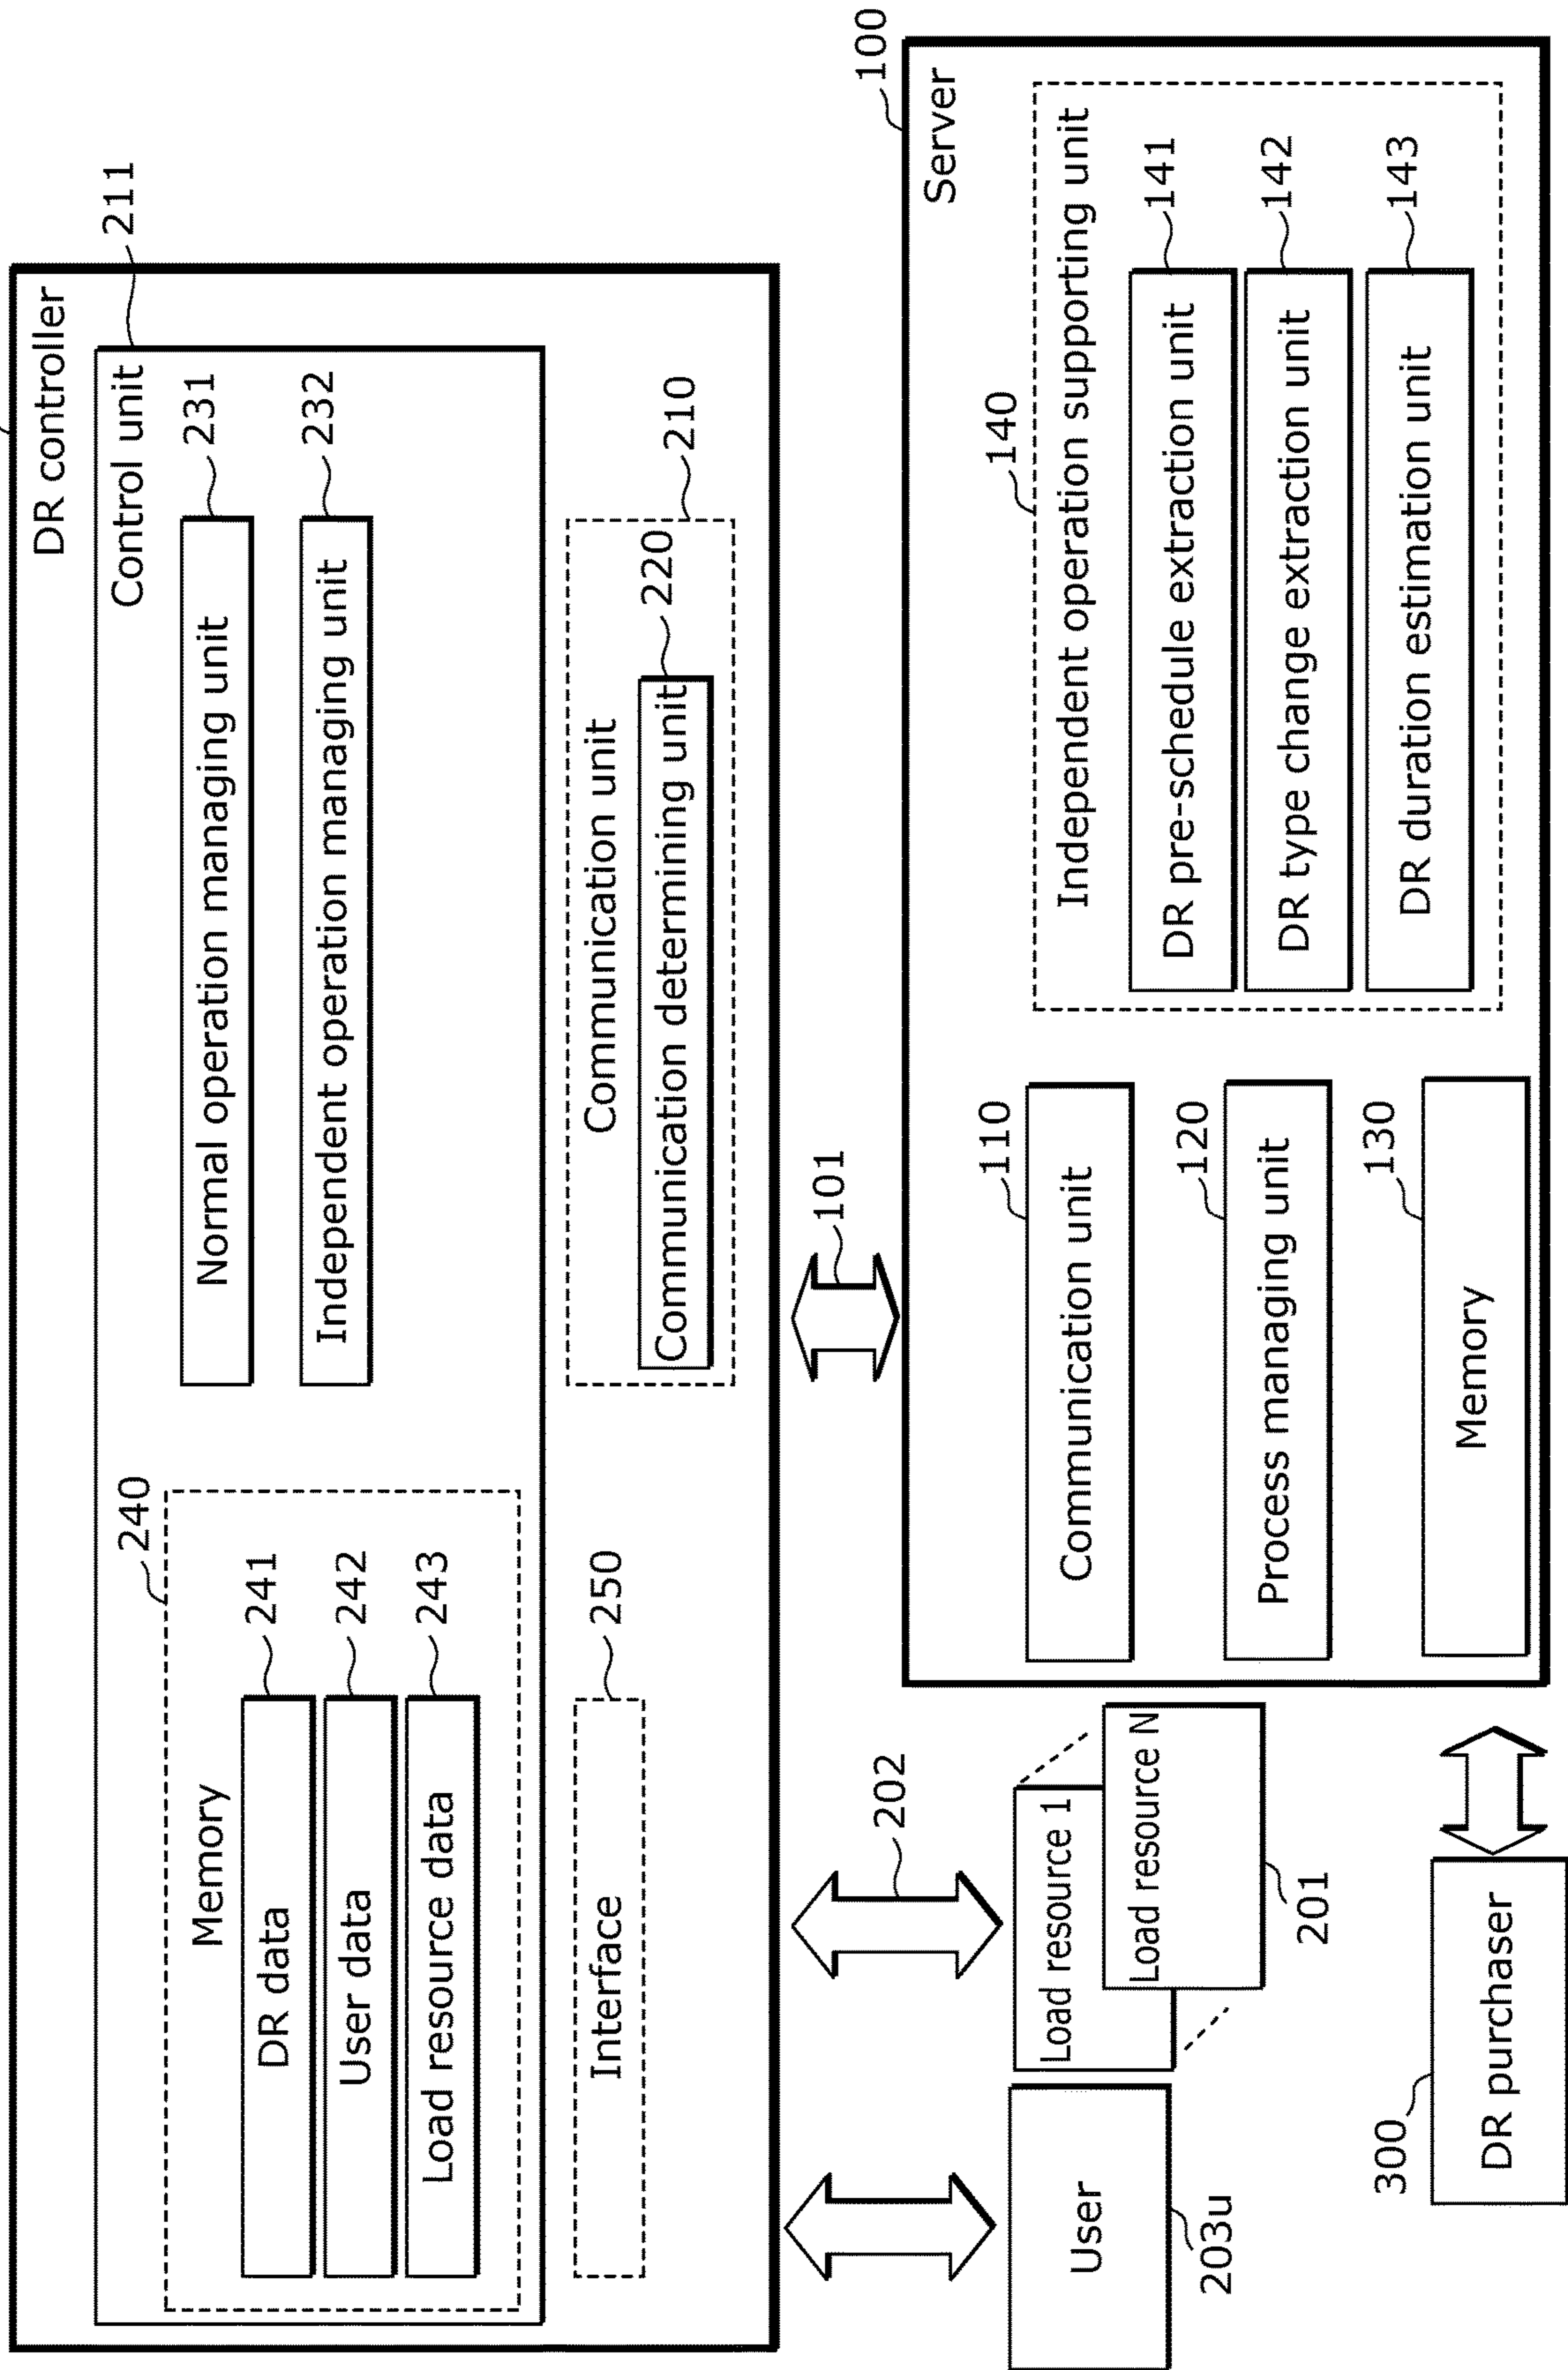 DR controller
Control unit
211
Memory
240
DR data
241
User data
242
Load resource data
243
Normal operation managing unit
231
Independent operation managing unit
232
Interface
250
Communication unit
210
Communication determining unit
220
User
203u
202
Load resource 1
Load resource N
201
101
Server
100
Communication unit
110
Process managing unit
120
Memory
130
Independent operation supporting unit
140
DR pre-schedule extraction unit
141
DR type change extraction unit
142
DR duration estimation unit
143
DR purchaser
300